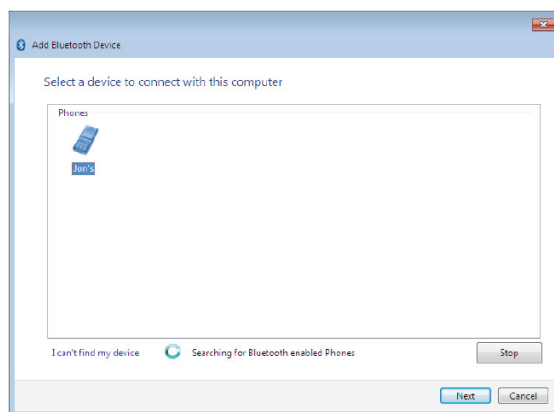 Add Bluetooth Device
Select a device to connect with this computer
Phones
Jon's
I can't find my device
Searching for Bluetooth enabled Phones
Stop
Next
Cancel